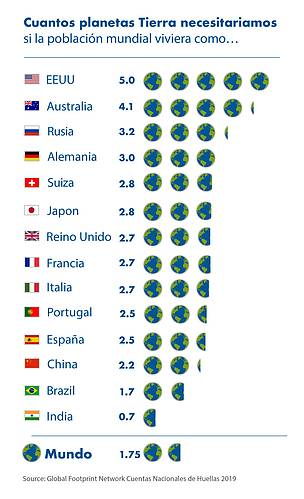 Cuantos planetas Tierra necesitariamos
si la población mundial viviera como…
EEUU 5.0
Australia 4.1
Rusia 3.2
Alemania 3.0
Suiza 2.8
Japon 2.8
Reino Unido 2.7
Francia 2.7
Italia 2.7
Portugal 2.5
España 2.5
China 2.2
Brazil 1.7
India 0.7
Mundo 1.75
Source: Global Footprint Network Cuentas Nacionales de Huellas 2019